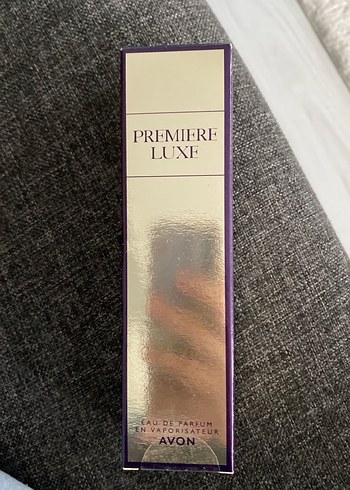 PREMIERE
LUXE
EAU DE PARFUM
EN VAPORISATEUR
AVON